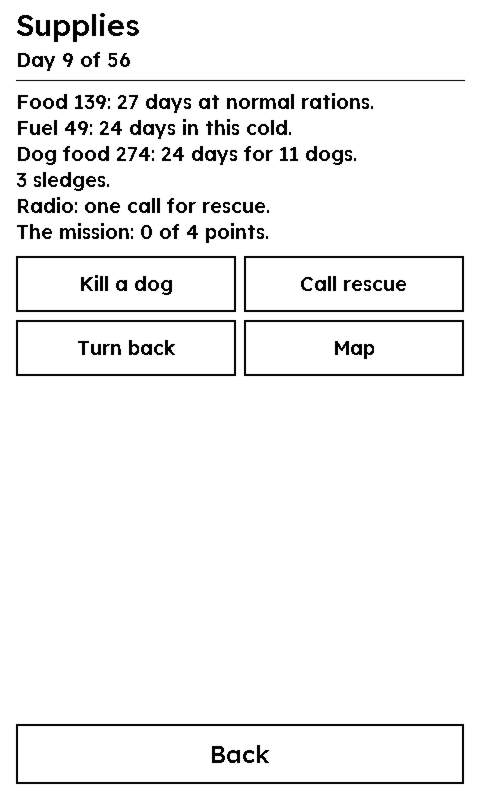 Supplies
Day 9 of 56
Food 139: 27 days at normal rations.
Fuel 49: 24 days in this cold.
Dog food 274: 24 days for 11 dogs.
3 sledges.
Radio: one call for rescue.
The mission: 0 of 4 points.
Kill a dog
Call rescue
Turn back
Map
Back